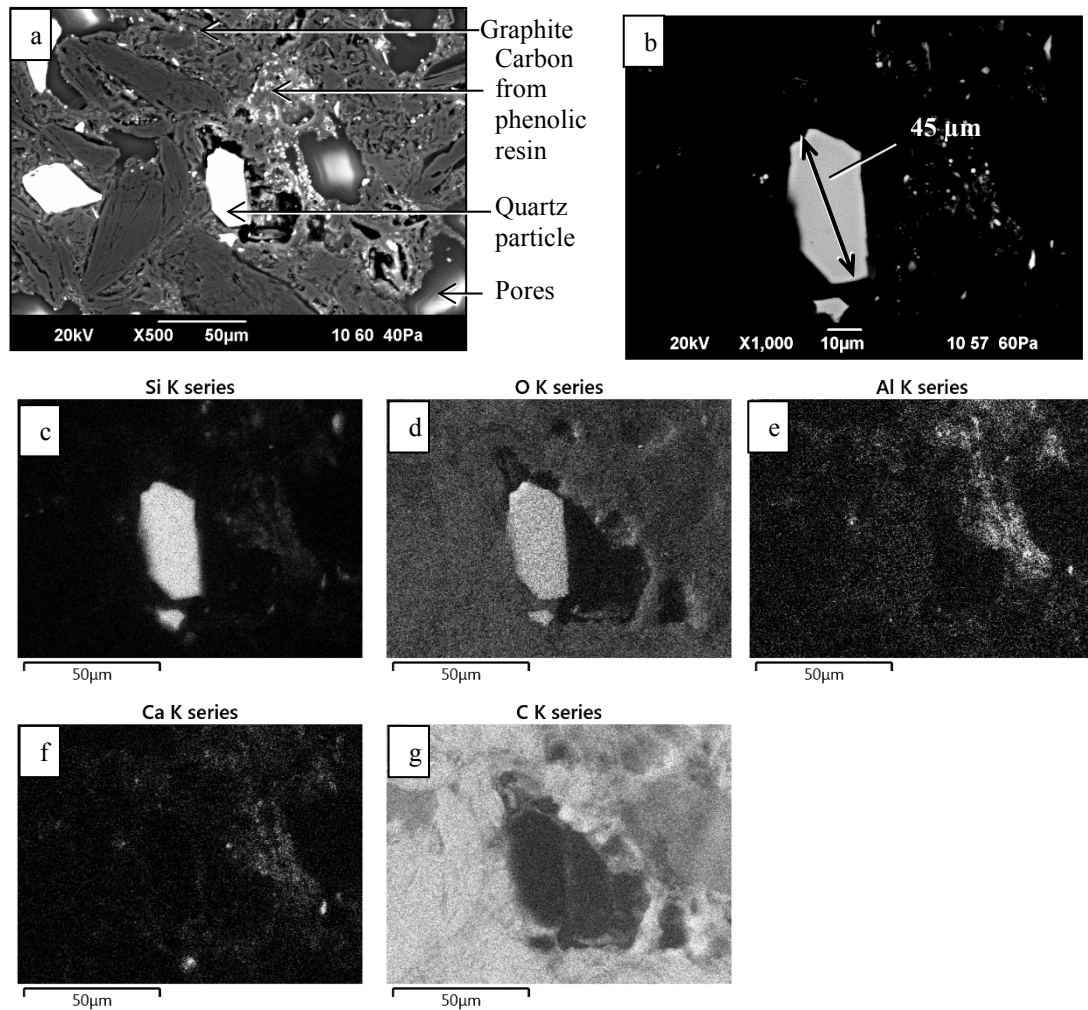 a
Graphite
Carbon
from
phenolic
resin
Quartz
particle
Pores
20kV X500 50µm 10 60 40Pa
b
45 µm
20kV X1,000 10µm 10 57 60Pa
Si K series
c
50µm
O K series
d
Al K series
e
50µm
50µm
Ca K series
f
50µm
C K series
g
50µm